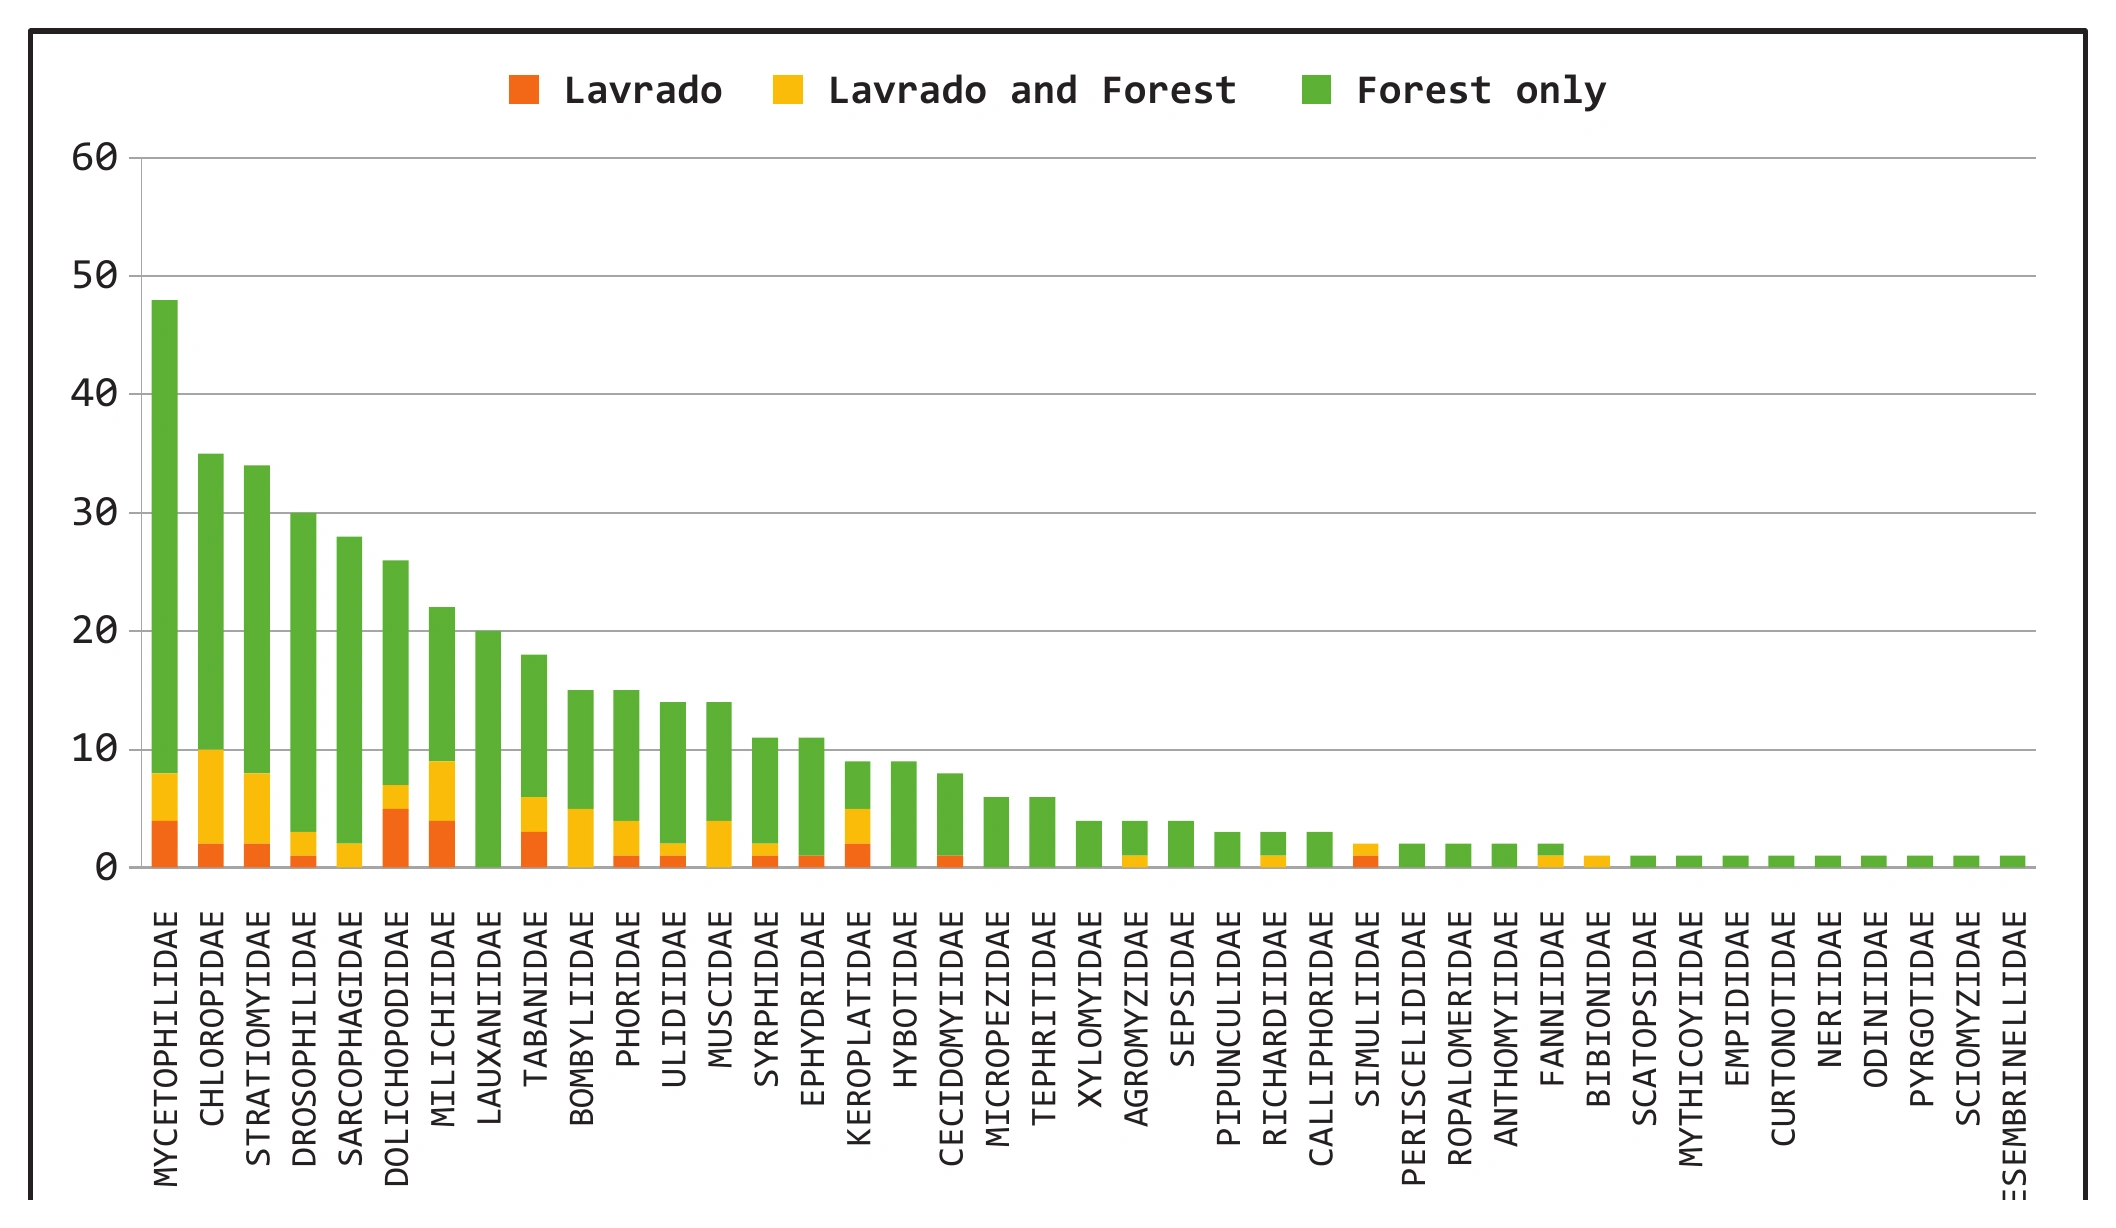 Lavrado Lavrado and Forest Forest only
60
50
40
30
20
10
0
MYCETOPHILIDAE
CHLOROPIDAE
STRATIOMYIDAE
DROSOPHILIDAE
SARCOPHAGIDAE
DOLICHOPODIDAE
MILICHIIDAE
LAUXANIIDAE
TABANIDAE
BOMBYLIIDAE
PHORIDAE
ULIDIIDAE
MUSCIDAE
SYRPHIDAE
EPHYDRIDAE
KEROPLATIDAE
HYBOTIDAE
CECIDOMYIIDAE
MICROPEZIDAE
TEPHRITIDAE
XYLOMYIDAE
AGROMYZIDAE
SEPSIDAE
PIPUNCULIDAE
RICHARDIIDAE
CALLIPHORIDAE
SIMULIIDAE
PERISCELIDIDAE
ROPALOMERIDAE
ANTHOMYIIDAE
FANNIIDAE
BIBIONIDAE
SCATOPSIDAE
MYTHICOYIIDAE
EMPIDIDAE
CURTONOTIDAE
NERIIDAE
ODINIIDAE
PYRGOTIDAE
SCIOMYZIDAE
ESEMBRINELLIDAE